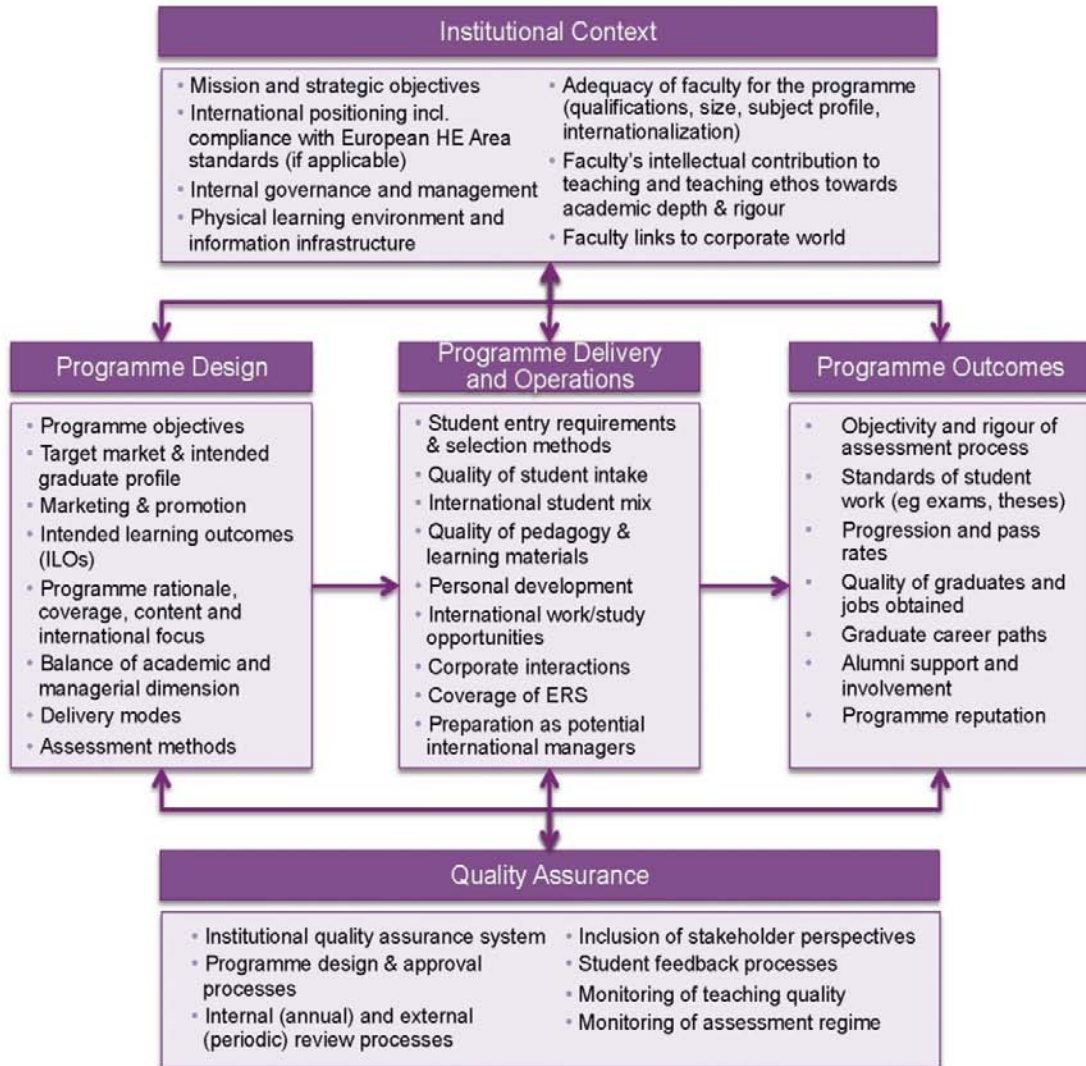 Institutional Context
• Mission and strategic objectives
• International positioning incl.
compliance with European HE Area
standards (if applicable)
• Internal governance and management
• Physical learning environment and
information infrastructure
• Adequacy of faculty for the programme
(qualifications, size, subject profile,
internationalization)
• Faculty's intellectual contribution to
teaching and teaching ethos towards
academic depth & rigour
• Faculty links to corporate world
Programme Design
• Programme objectives
• Target market & intended
graduate profile
• Marketing & promotion
• Intended learning outcomes
(ILOs)
• Programme rationale,
coverage, content and
international focus
• Balance of academic and
managerial dimension
• Delivery modes
• Assessment methods
Programme Delivery
and Operations
• Student entry requirements
& selection methods
• Quality of student intake
• International student mix
• Quality of pedagogy &
learning materials
• Personal development
• International work/study
opportunities
• Corporate interactions
• Coverage of ERS
• Preparation as potential
international managers
Programme Outcomes
• Objectivity and rigour of
assessment process
• Standards of student
work (eg exams, theses)
• Progression and pass
rates
• Quality of graduates and
jobs obtained
• Graduate career paths
• Alumni support and
involvement
• Programme reputation
Quality Assurance
• Institutional quality assurance system
• Programme design & approval
processes
• Internal (annual) and external
(periodic) review processes
• Inclusion of stakeholder perspectives
• Student feedback processes
• Monitoring of teaching quality
• Monitoring of assessment regime